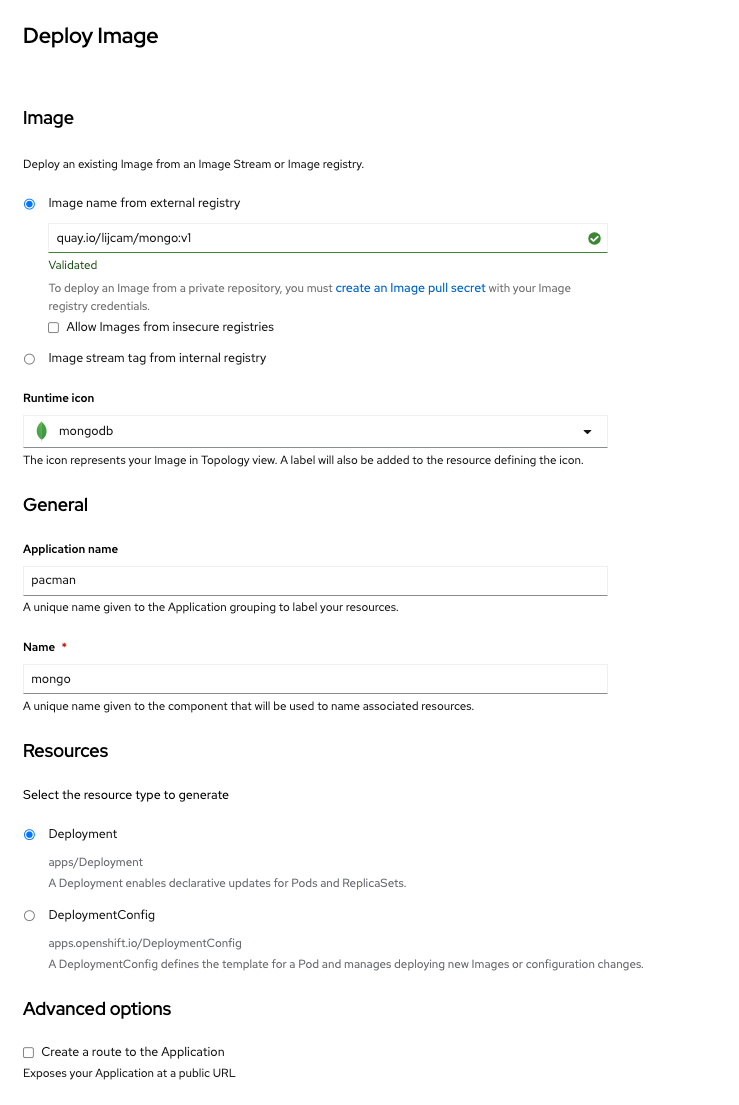 Deploy Image
Image
Deploy an existing Image from an Image Stream or Image registry.
Image name from external registry
quay.io/lijcam/mongo:v1
Validated
To deploy an Image from a private repository, you must create an Image pull secret with your Image
registry credentials.
Allow Images from insecure registries
Image stream tag from internal registry
Runtime icon
mongodb
The icon represents your Image in Topology view. A label will also be added to the resource defining the icon.
General
Application name
pacman
A unique name given to the Application grouping to label your resources.
Name *
mongo
A unique name given to the component that will be used to name associated resources.
Resources
Select the resource type to generate
Deployment
apps/Deployment
A Deployment enables declarative updates for Pods and ReplicaSets.
DeploymentConfig
apps.openshift.io/DeploymentConfig
A DeploymentConfig defines the template for a Pod and manages deploying new Images or configuration changes.
Advanced options
Create a route to the Application
Exposes your Application at a public URL